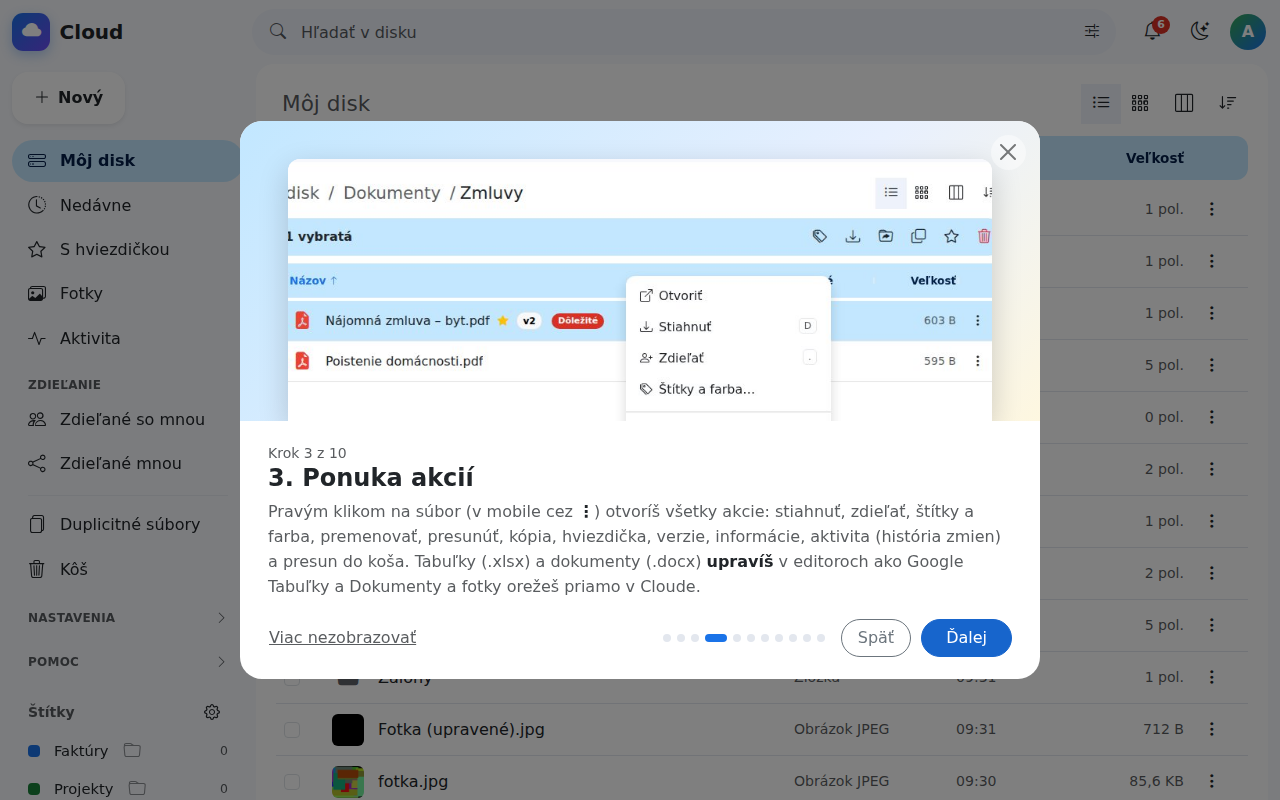 Cloud
Hľadať v disku
6
A
Nový
Môj disk
Môj disk
Veľkosť
Nedávne
1 pol.
S hviezdičkou
1 pol.
Fotky
1 pol.
Aktivita
5 pol.
ZDIEĽANIE
Zdieľané so mnou
0 pol.
Zdieľané mnou
2 pol.
Duplicitné súbory
1 pol.
Kôš
2 pol.
NASTAVENIA
5 pol.
POMOC
1 pol.
Štítky
Faktúry 0
Projekty 0
disk / Dokumenty / Zmluvy
1 vybratá
Názov ↑
Veľkosť
Nájomná zmluva – byt.pdf v2 Dôležité
603 B
Poistenie domácnosti.pdf
595 B
Otvoriť
Stiahnuť D
Zdieľať .
Štítky a farba…
Krok 3 z 10
3. Ponuka akcií
Pravým klikom na súbor (v mobile cez ⋮) otvoríš všetky akcie: stiahnuť, zdieľať, štítky a
farba, premenovať, presunúť, kópia, hviezdička, verzie, informácie, aktivita (história zmien)
a presun do koša. Tabuľky (.xlsx) a dokumenty (.docx) upravíš v editoroch ako Google
Tabuľky a Dokumenty a fotky orežeš priamo v Cloude.
Viac nezobrazovať
Späť
Ďalej
Fotka (upravené).jpg Obrázok JPEG 09:31 712 B
fotka.jpg Obrázok JPEG 09:30 85,6 KB